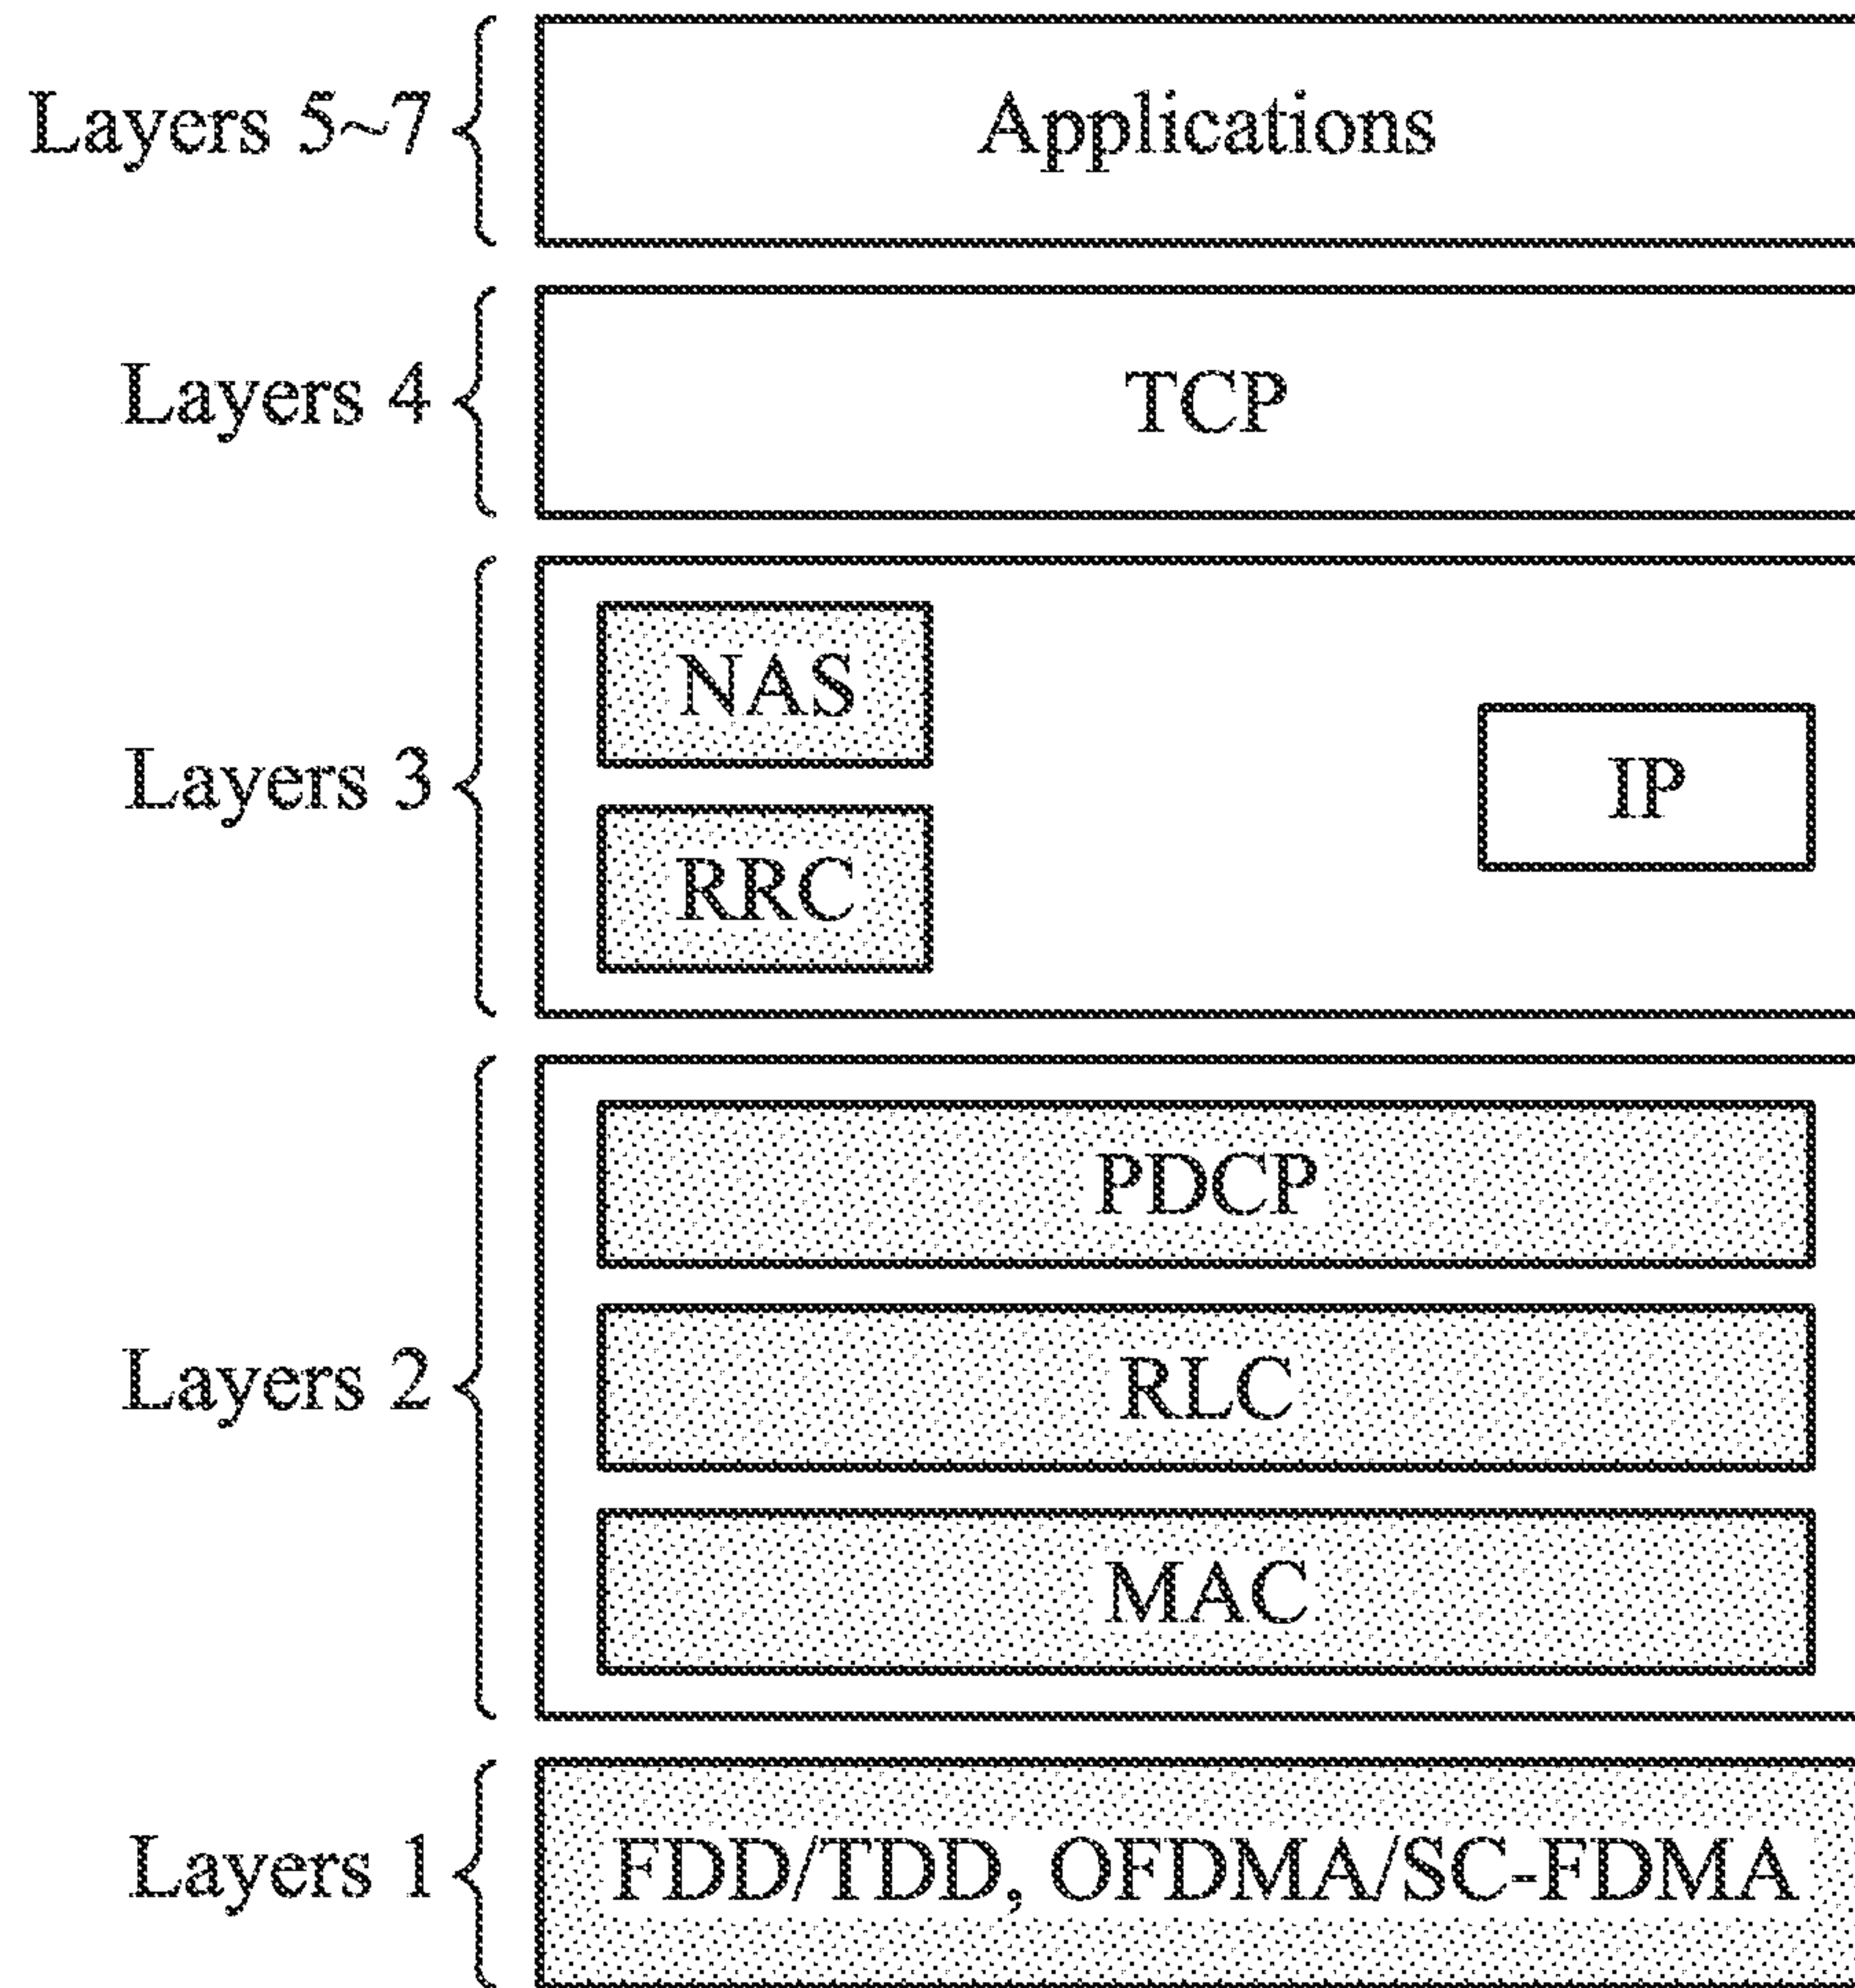 Layers 5~7
Applications
Layers 4
TCP
Layers 3
NAS
IP
RRC
Layers 2
PDCP
RLC
MAC
Layers 1
FDD/TDD, OFDMA/SC-FDMA